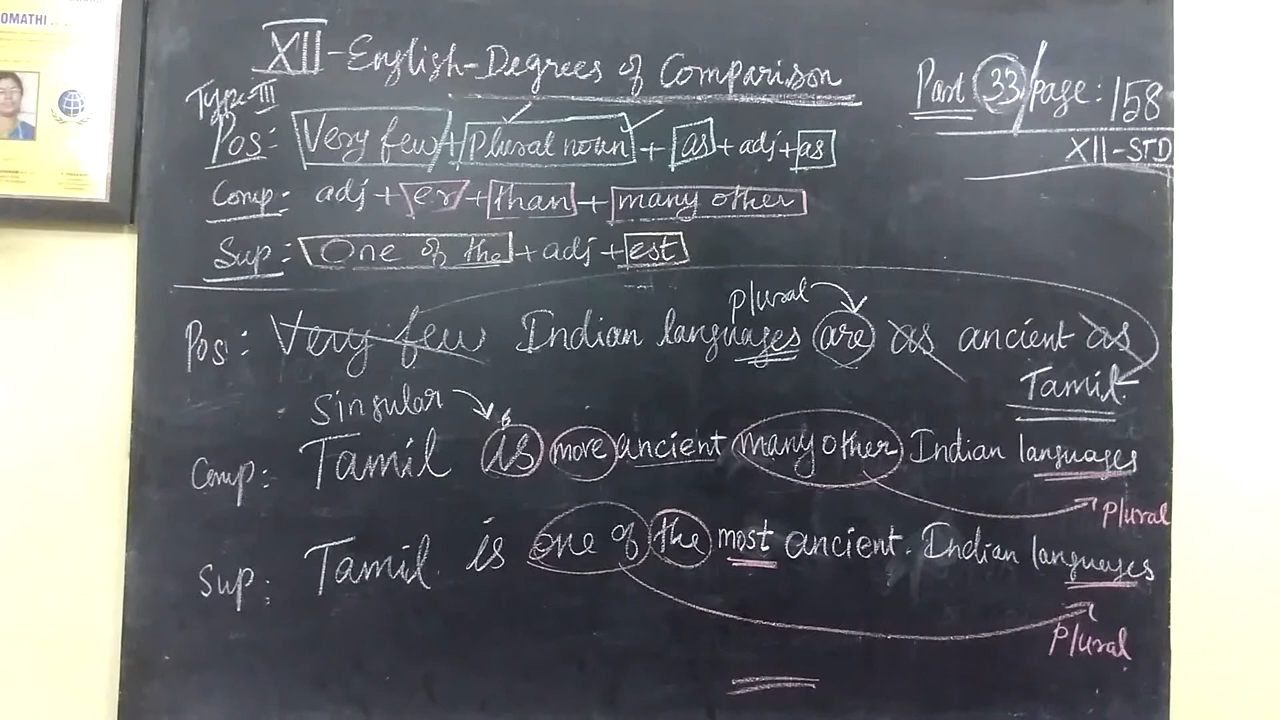 OMATHI
XII-English-Degrees of Comparison
Part 33/page: 158
XII-STD
Type-III
Pos: Very few + Plural noun + as + adj + as
Comp: adj + er + than + many other
Sup: One of the + adj + est
plural
Pos: Very few Indian languages are as ancient as
Tamil.
Singular
Comp: Tamil is more ancient many other Indian languages
Plural
Sup: Tamil is one of the most ancient. Indian languages
Plural